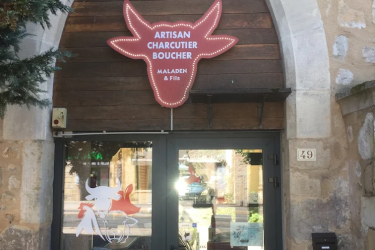 ARTISAN
CHARCUTIER
BOUCHER
MALADEN
& Fils
49